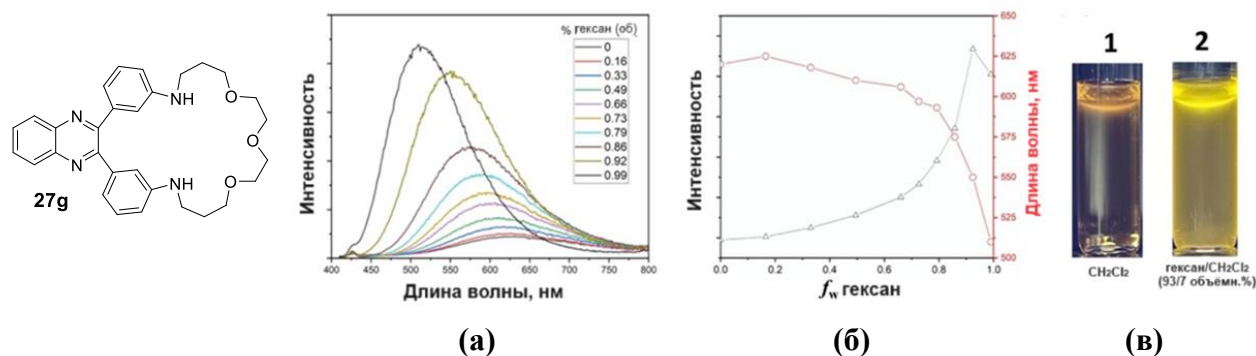 NH
O
N
O
N
NH
O
27g
Интенсивность
% гексан (об)
0
0.16
0.33
0.49
0.66
0.73
0.79
0.86
0.92
0.99
400 450 500 550 600 650 700 750 800
Длина волны, нм
(а)
Интенсивность
650
625
600
575
550
525
500
Длина волны, нм
0.0 0.2 0.4 0.6 0.8 1.0
fw гексан
(б)
1 2
CH2Cl2
гексан/CH2Cl2
(93/7 объёмн.%)
(в)